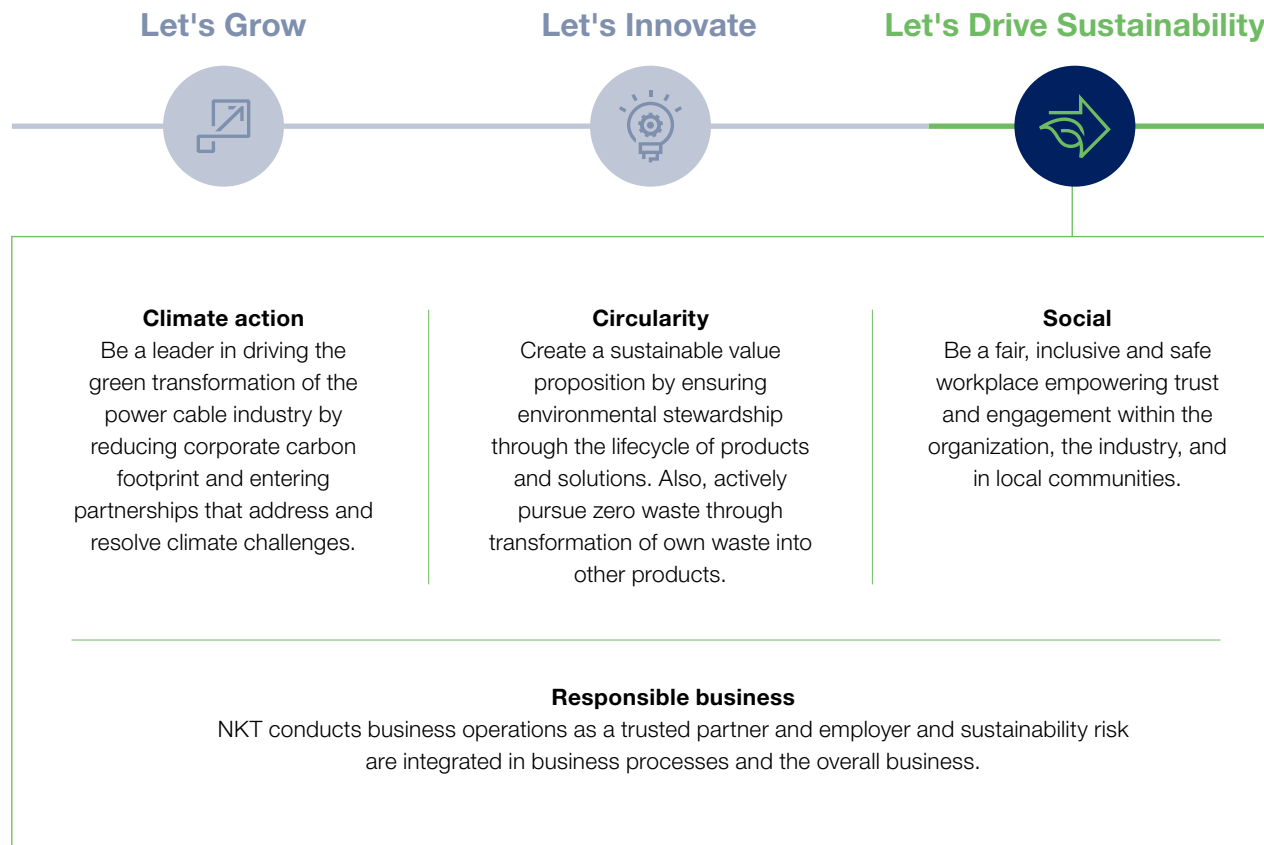 Let's Grow
Let's Innovate
Let's Drive Sustainability
Climate action
Be a leader in driving the
green transformation of the
power cable industry by
reducing corporate carbon
footprint and entering
partnerships that address and
resolve climate challenges.
Circularity
Create a sustainable value
proposition by ensuring
environmental stewardship
through the lifecycle of products
and solutions. Also, actively
pursue zero waste through
transformation of own waste into
other products.
Social
Be a fair, inclusive and safe
workplace empowering trust
and engagement within the
organization, the industry, and
in local communities.
Responsible business
NKT conducts business operations as a trusted partner and employer and sustainability risk
are integrated in business processes and the overall business.